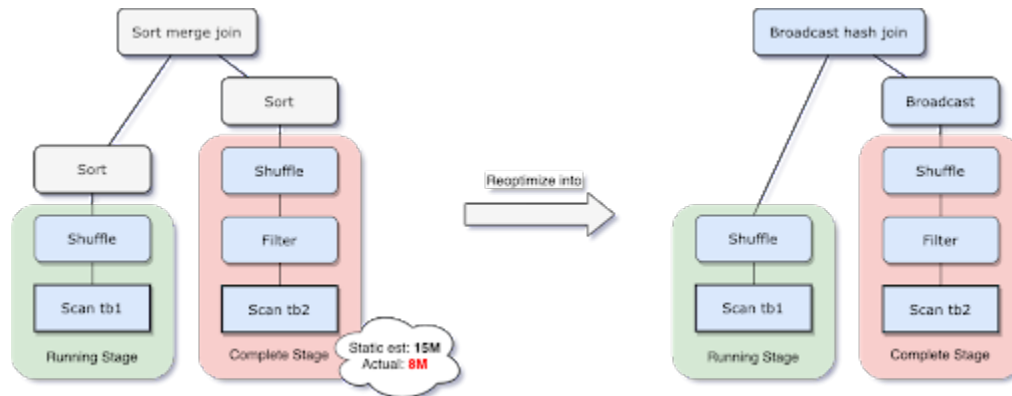 Sort merge join
Sort
Sort
Shuffle
Shuffle
Filter
Scan tb1
Scan tb2
Running Stage
Complete Stage
Static est: 15M
Actual: 8M
Reoptimize into
Broadcast hash join
Broadcast
Shuffle
Shuffle
Filter
Scan tb1
Scan tb2
Running Stage
Complete Stage